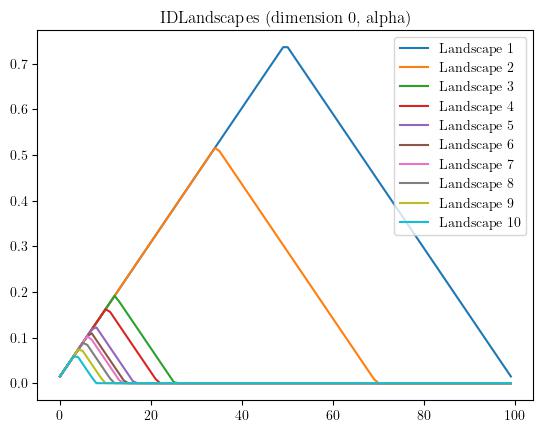 IDLandscapes (dimension 0, alpha)
Landscape 1
Landscape 2
Landscape 3
Landscape 4
Landscape 5
Landscape 6
Landscape 7
Landscape 8
Landscape 9
Landscape 10
0.7
0.6
0.5
0.4
0.3
0.2
0.1
0.0
0 20 40 60 80 100